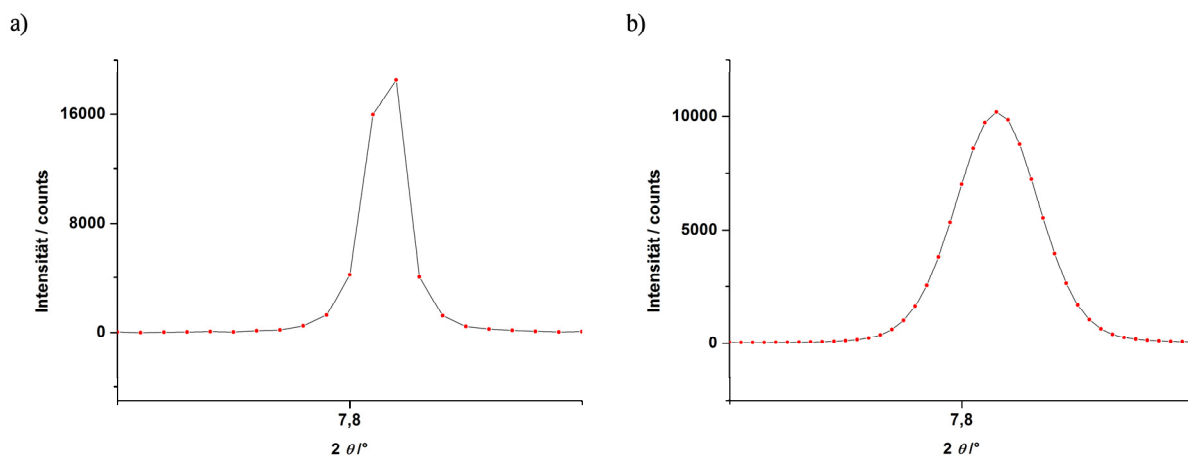 a)
16000
8000
0
Intensität / counts
7,8
2 θ/°
b)
10000
5000
0
Intensität / counts
7,8
2 θ/°